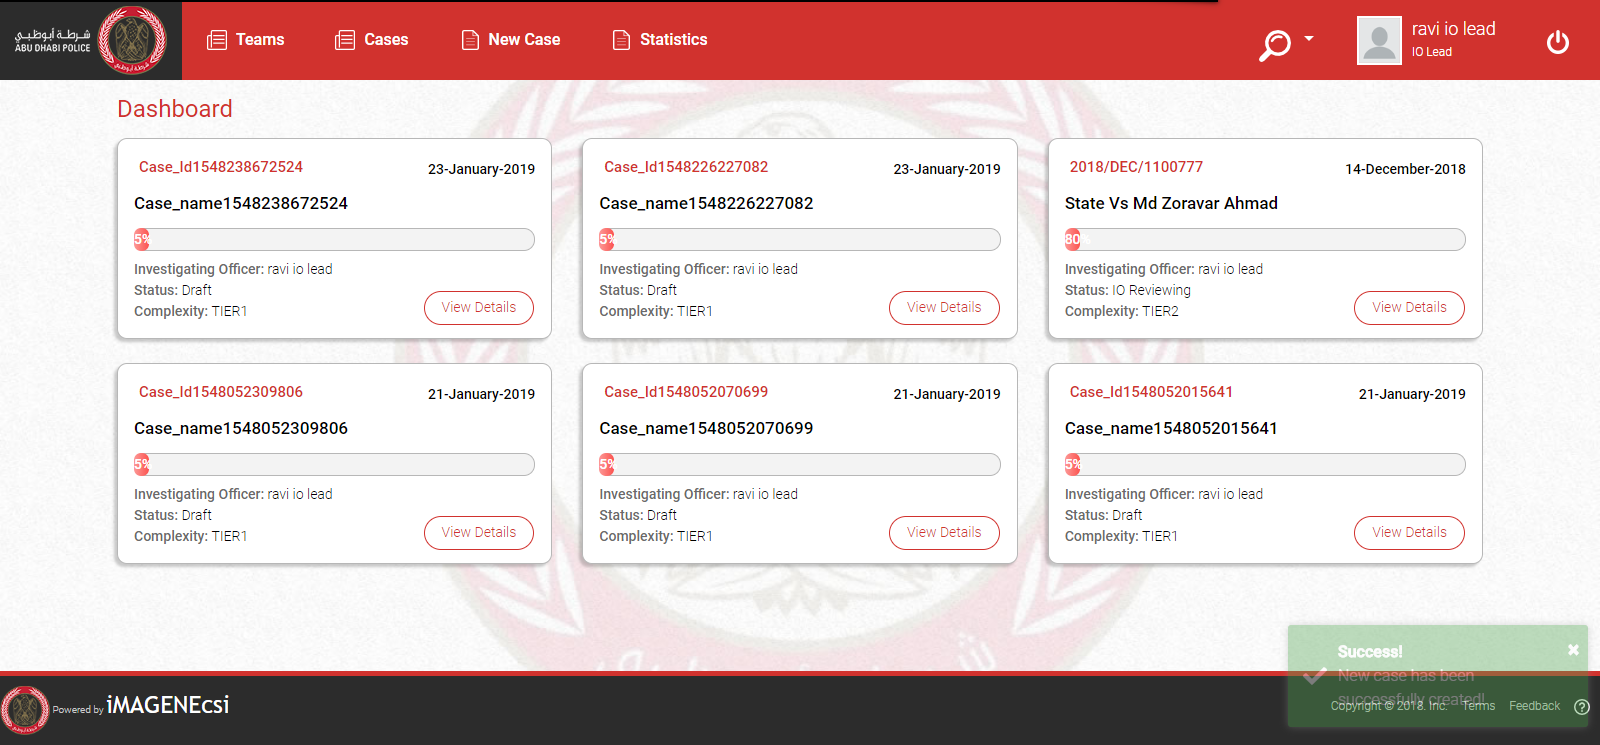 شرطة أبوظبي
ABU DHABI POLICE
Teams
Cases
New Case
Statistics
ravi io lead
IO Lead
Dashboard
Case_Id1548238672524
23-January-2019
Case_name1548238672524
5%
Investigating Officer: ravi io lead
Status: Draft
Complexity: TIER1
View Details
Case_Id1548226227082
23-January-2019
Case_name1548226227082
5%
Investigating Officer: ravi io lead
Status: Draft
Complexity: TIER1
View Details
2018/DEC/1100777
14-December-2018
State Vs Md Zoravar Ahmad
80
Investigating Officer: ravi io lead
Status: IO Reviewing
Complexity: TIER2
View Details
Case_Id1548052309806
21-January-2019
Case_name1548052309806
5%
Investigating Officer: ravi io lead
Status: Draft
Complexity: TIER1
View Details
Case_Id1548052070699
21-January-2019
Case_name1548052070699
5%
Investigating Officer: ravi io lead
Status: Draft
Complexity: TIER1
View Details
Case_Id1548052015641
21-January-2019
Case_name1548052015641
5%
Investigating Officer: ravi io lead
Status: Draft
Complexity: TIER1
View Details
Success!
New case has been
successfully created!
Powered by iMAGENEcsi
Copyright © 2018. Inc.
Terms
Feedback